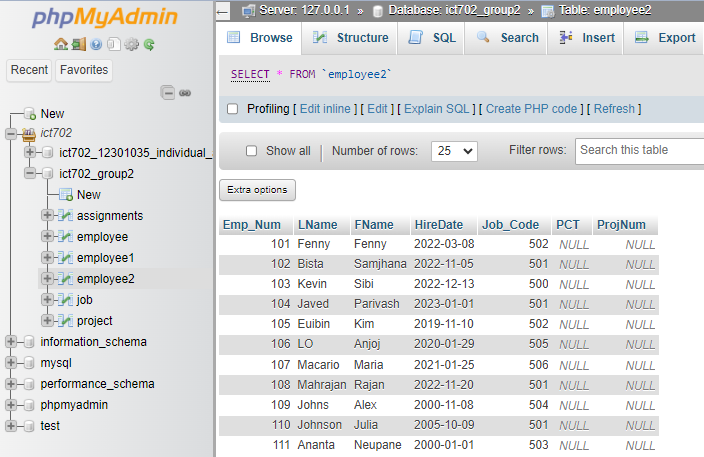 phpMyAdmin
Recent Favorites
New
ict702
ict702_12301035_individual_
ict702_group2
New
assignments
employee
employee1
employee2
job
project
information_schema
mysql
performance_schema
phpmyadmin
test
Server: 127.0.0.1 » Database: ict702_group2 » Table: employee2
Browse Structure SQL Search Insert Export
SELECT * FROM `employee2`
Profiling [ Edit inline ] [ Edit ] [ Explain SQL ] [ Create PHP code ] [ Refresh ]
Show all Number of rows: 25 Filter rows: Search this table
Extra options
Emp_Num LName FName HireDate Job_Code PCT ProjNum
101 Fenny Fenny 2022-03-08 502 NULL NULL
102 Bista Samjhana 2022-11-05 501 NULL NULL
103 Kevin Sibi 2022-12-13 500 NULL NULL
104 Javed Parivash 2023-01-01 501 NULL NULL
105 Euibin Kim 2019-11-10 502 NULL NULL
106 LO Anjoj 2020-01-29 505 NULL NULL
107 Macario Maria 2021-01-25 506 NULL NULL
108 Mahrajan Rajan 2022-11-20 501 NULL NULL
109 Johns Alex 2000-11-08 504 NULL NULL
110 Johnson Julia 2005-10-09 501 NULL NULL
111 Ananta Neupane 2000-01-01 503 NULL NULL